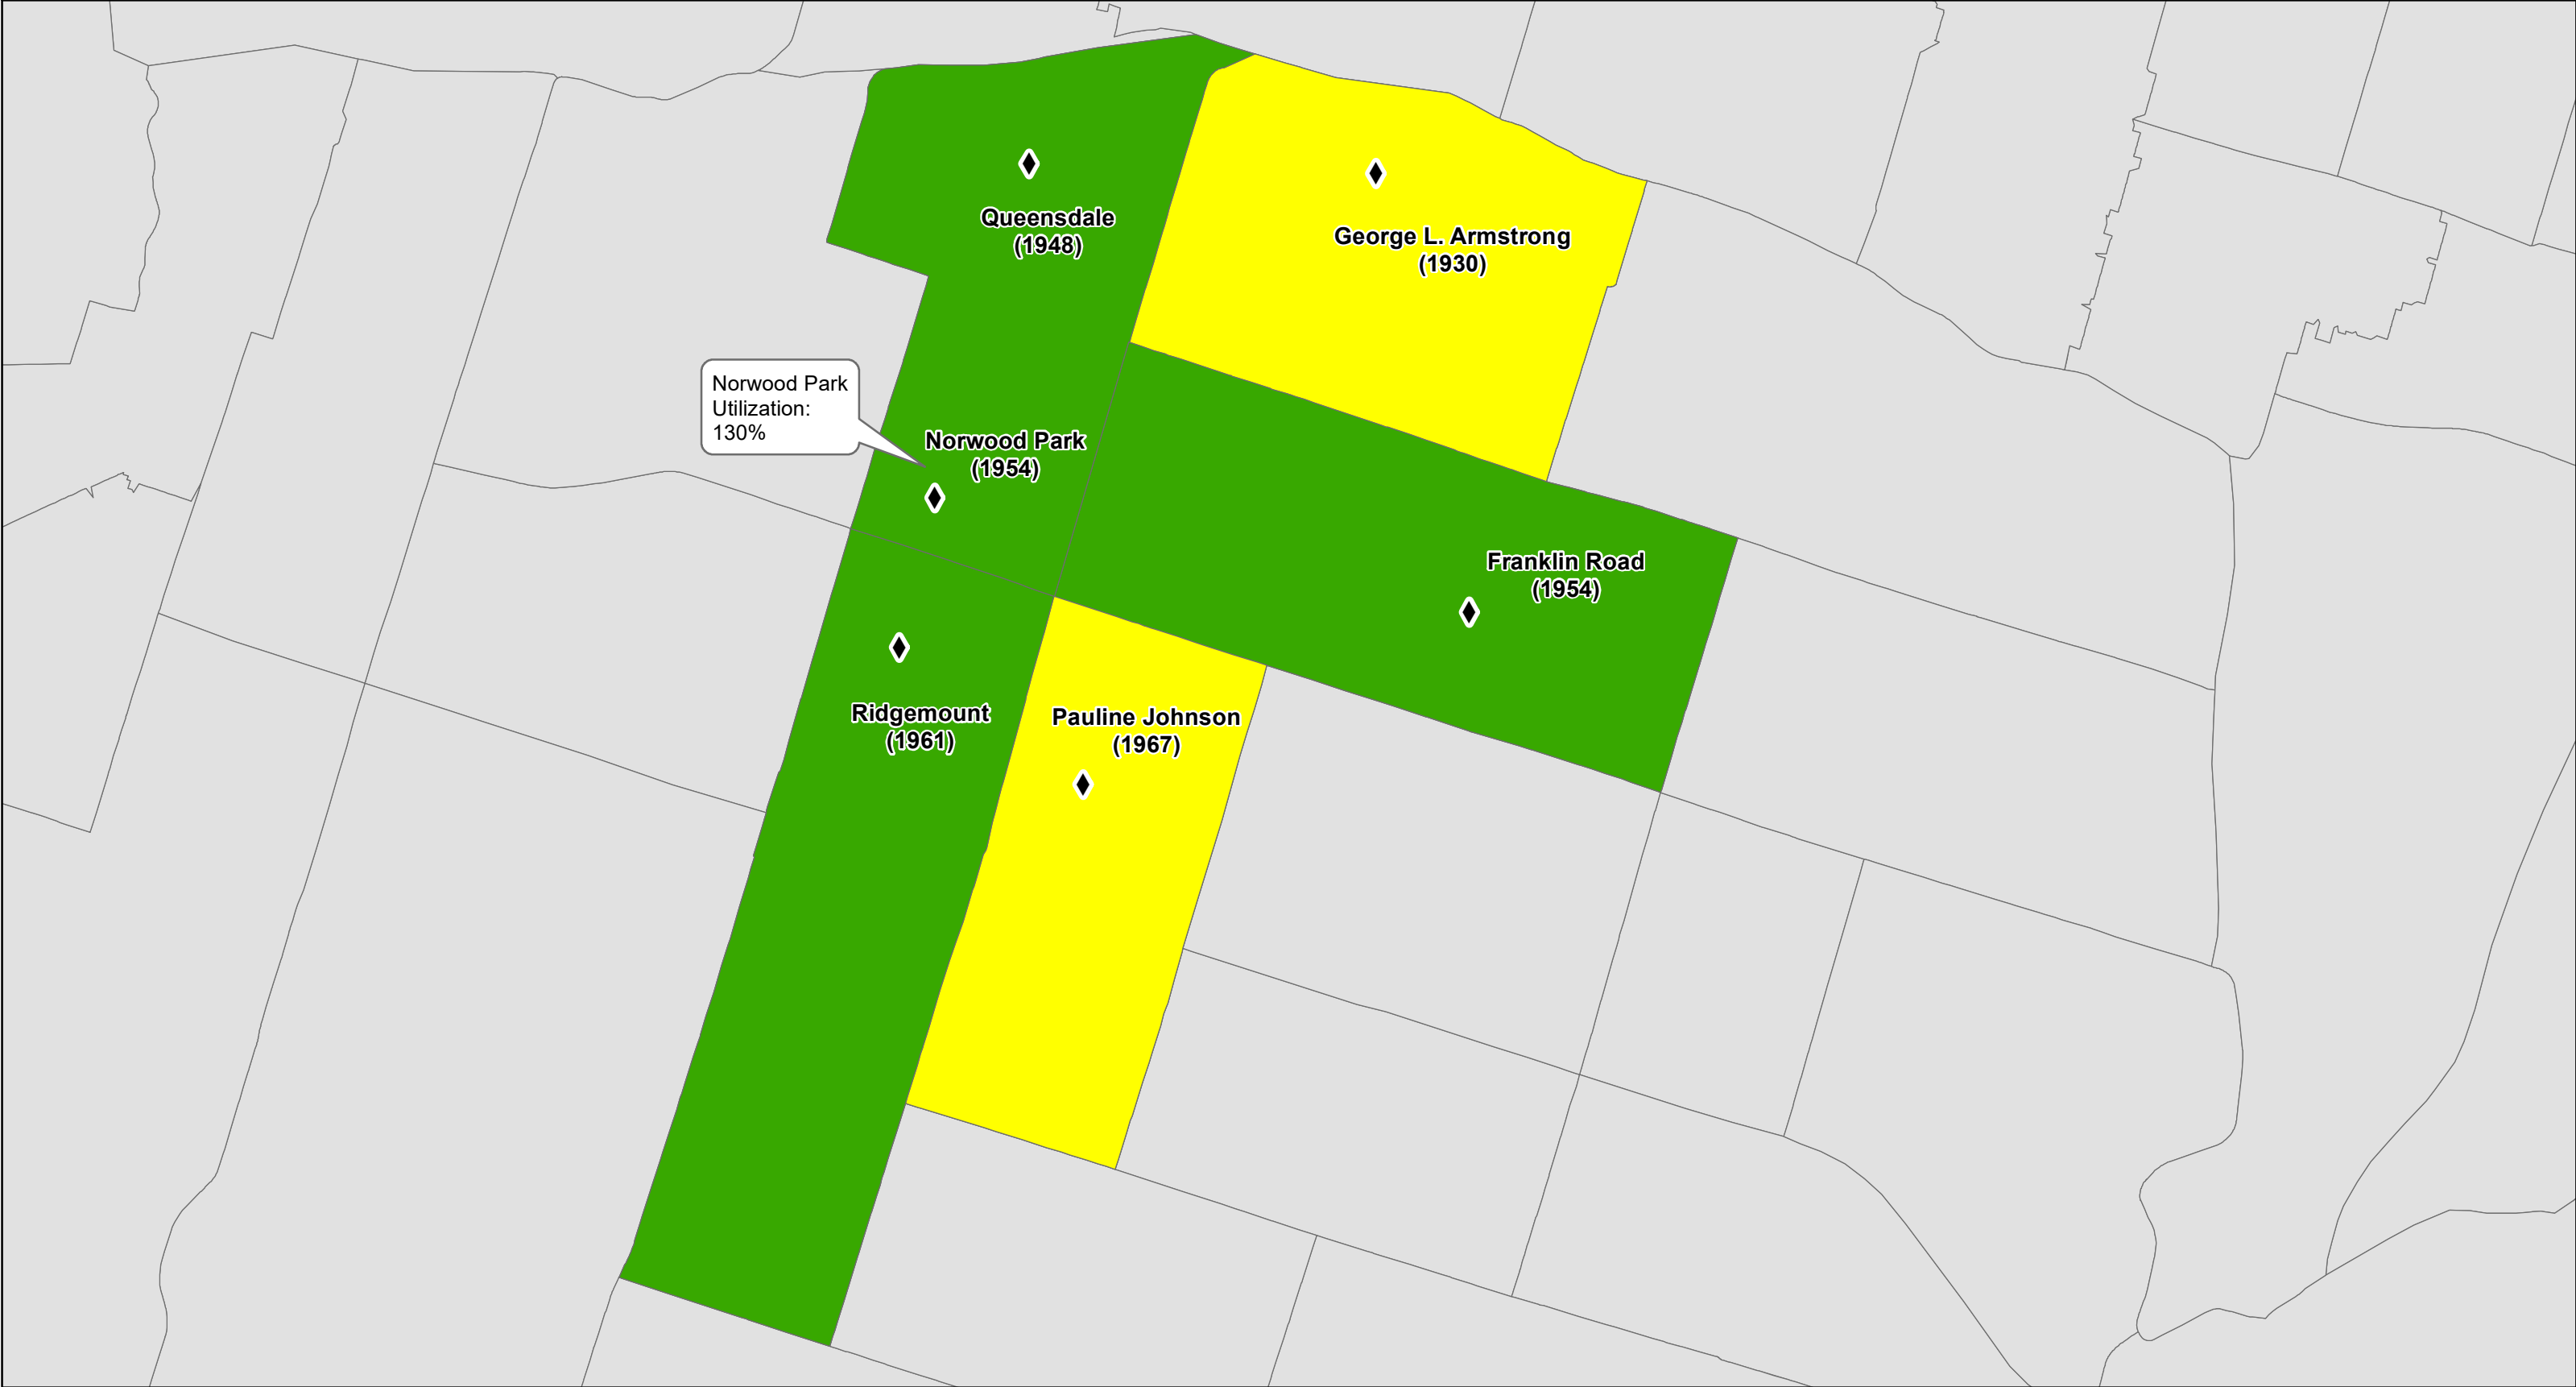 Queensdale
(1948)
George L. Armstrong
(1930)
Norwood Park
Utilization:
130%
Norwood Park
(1954)
Franklin Road
(1954)
Ridgemount
(1961)
Pauline Johnson
(1967)